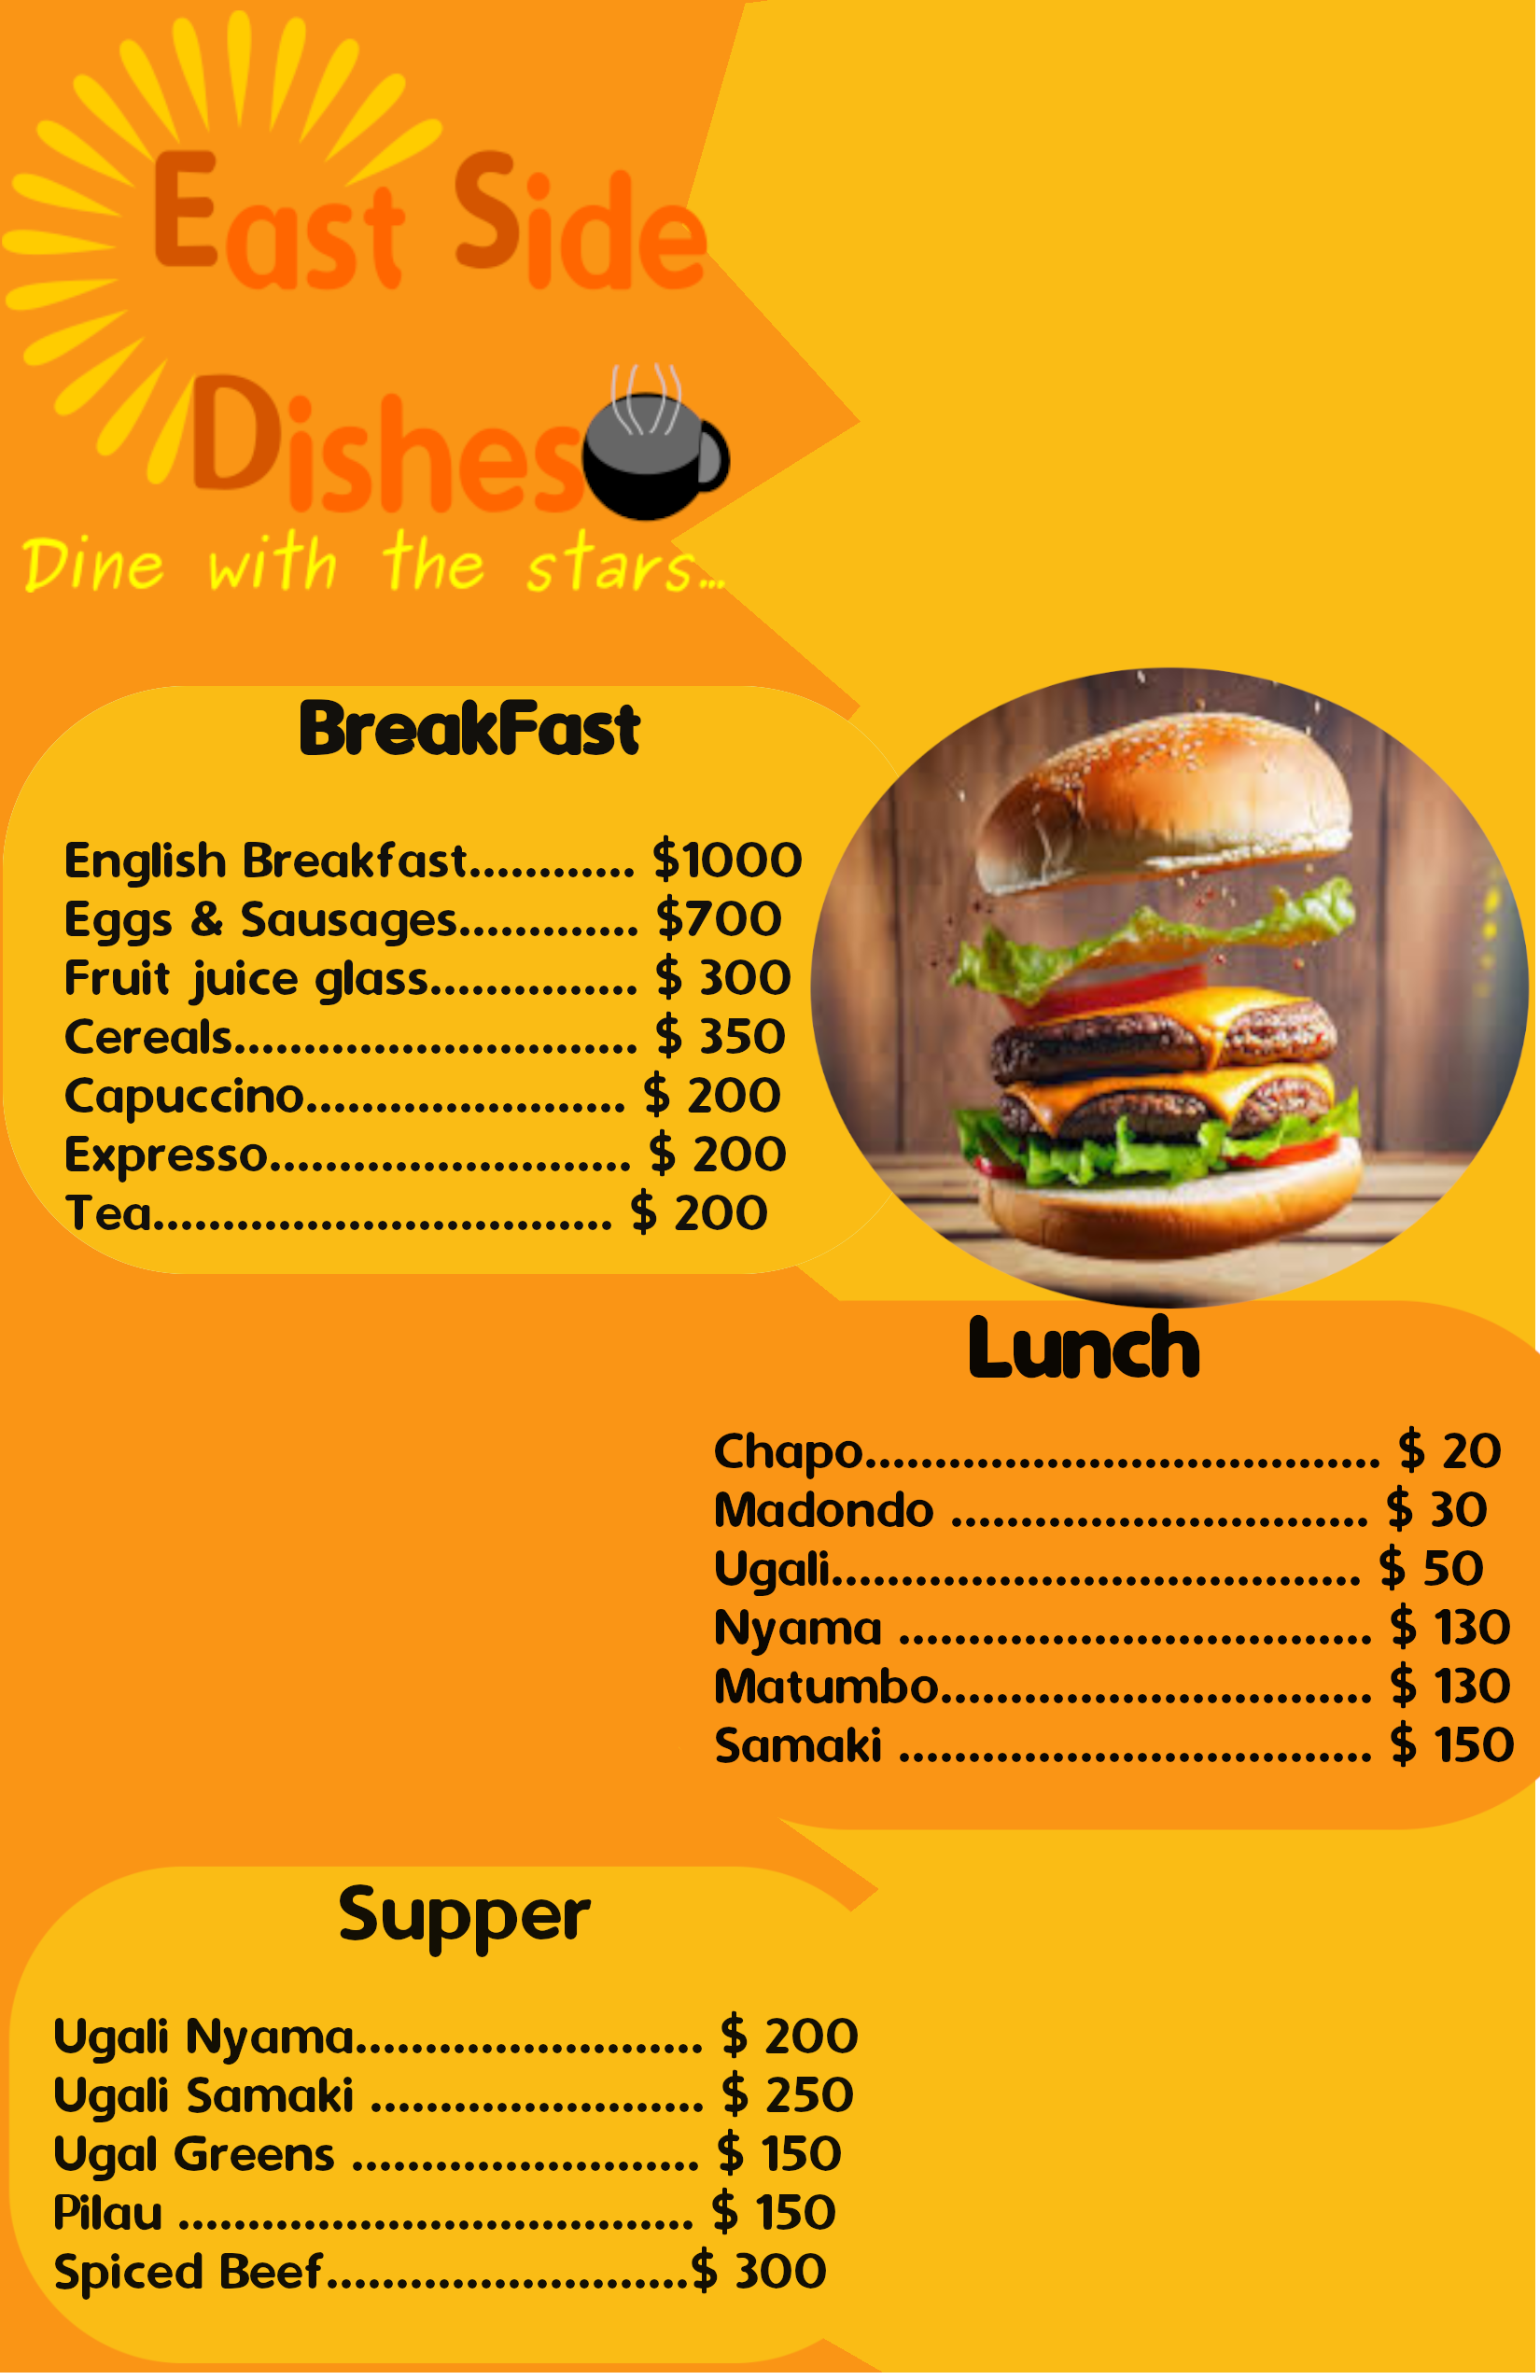 East Side
Dishes
Dine with the stars...
BreakFast
English Breakfast............ $1000
Eggs & Sausages............. $700
Fruit juice glass............... $ 300
Cereals............................. $ 350
Capuccino....................... $ 200
Expresso.......................... $ 200
Tea................................. $ 200
Lunch
Chapo..................................... $ 20
Madondo .............................. $ 30
Ugali...................................... $ 50
Nyama .................................. $ 130
Matumbo............................... $ 130
Samaki .................................. $ 150
Supper
Ugali Nyama......................... $ 200
Ugali Samaki ........................ $ 250
Ugal Greens ......................... $ 150
Pilau ..................................... $ 150
Spiced Beef..........................$ 300